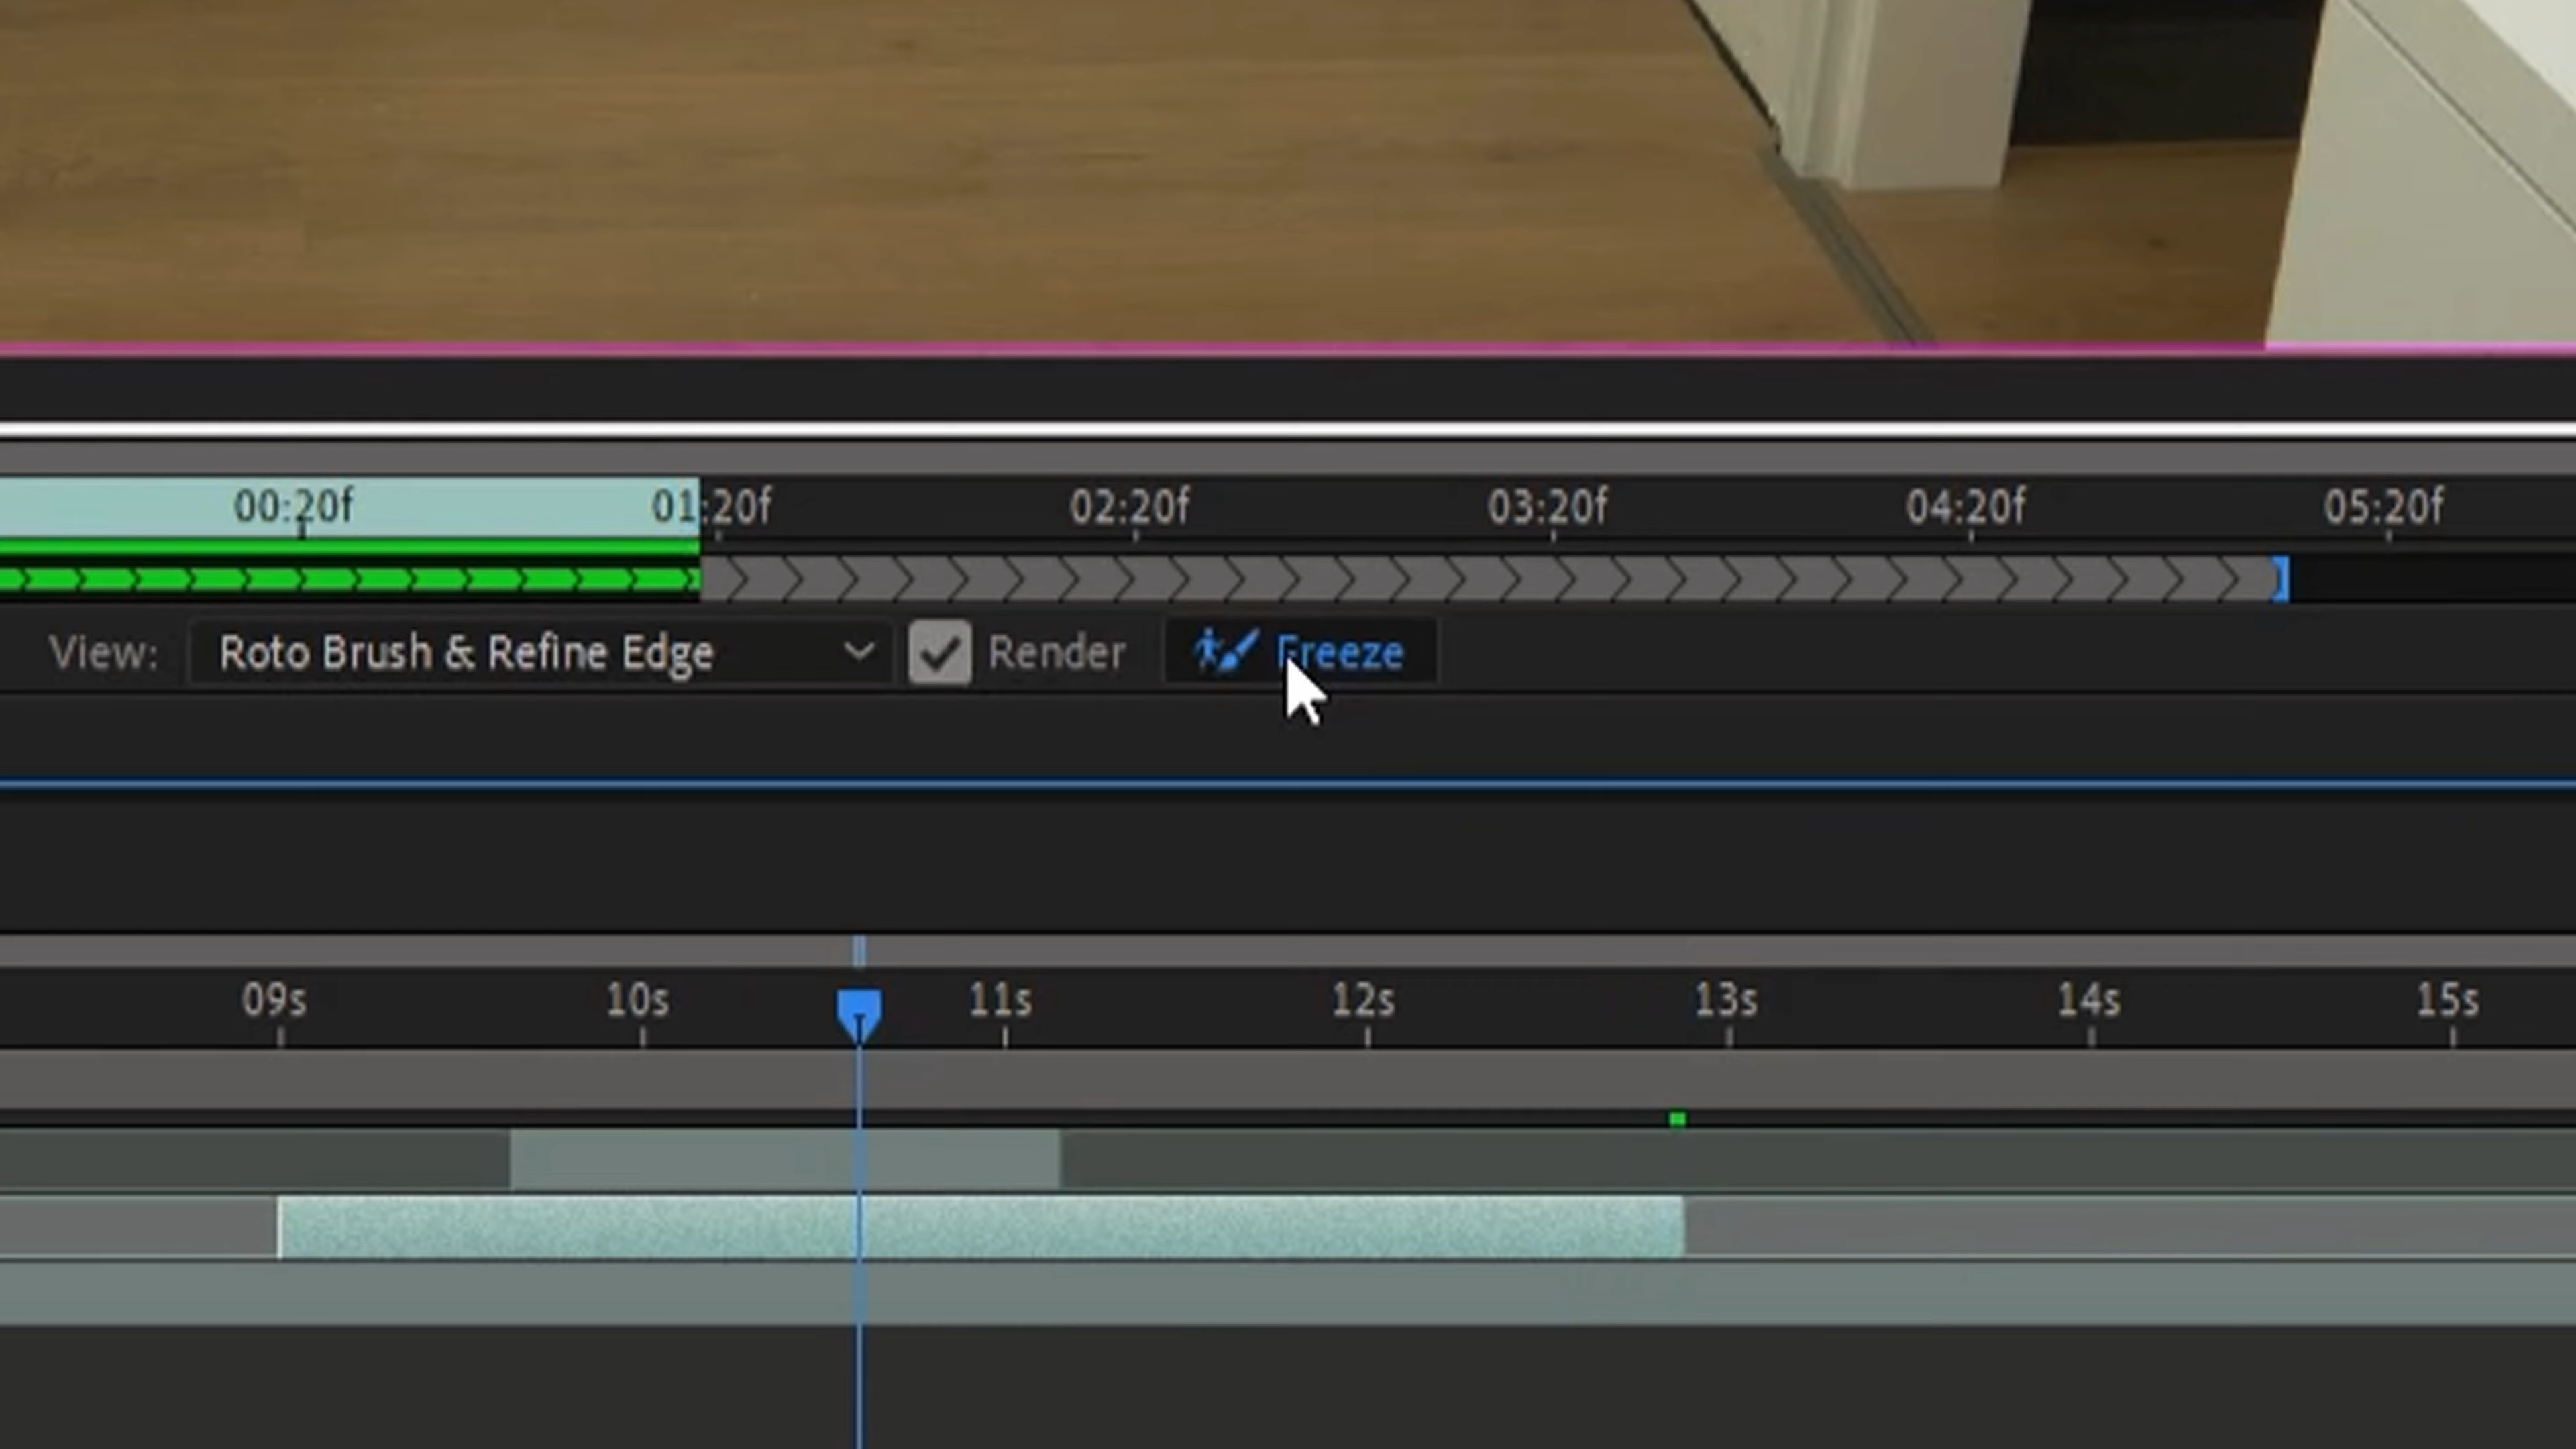 00:20f 01:20f 02:20f 03:20f 04:20f 05:20f
View: Roto Brush & Refine Edge Render Freeze
09s 10s 11s 12s 13s 14s 15s